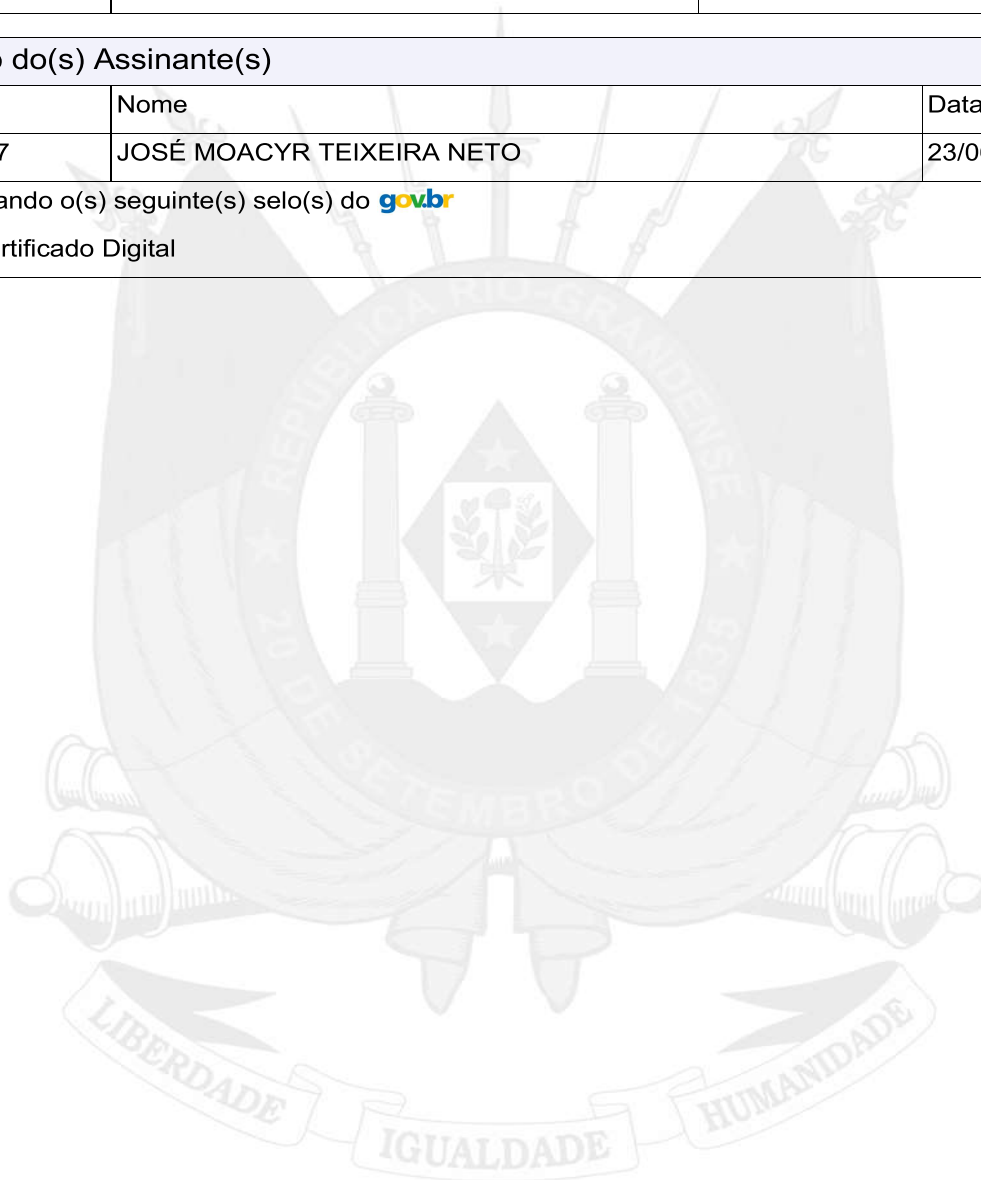 o do(s) Assinante(s)
Nome Data
7 JOSÉ MOACYR TEIXEIRA NETO 23/0
ando o(s) seguinte(s) selo(s) do gov.br
rtificado Digital
REPÚBLICA RIO-GRANDENSE
20 DE SETEMBRO DE 1835
LIBERDADE IGUALDADE HUMANIDADE